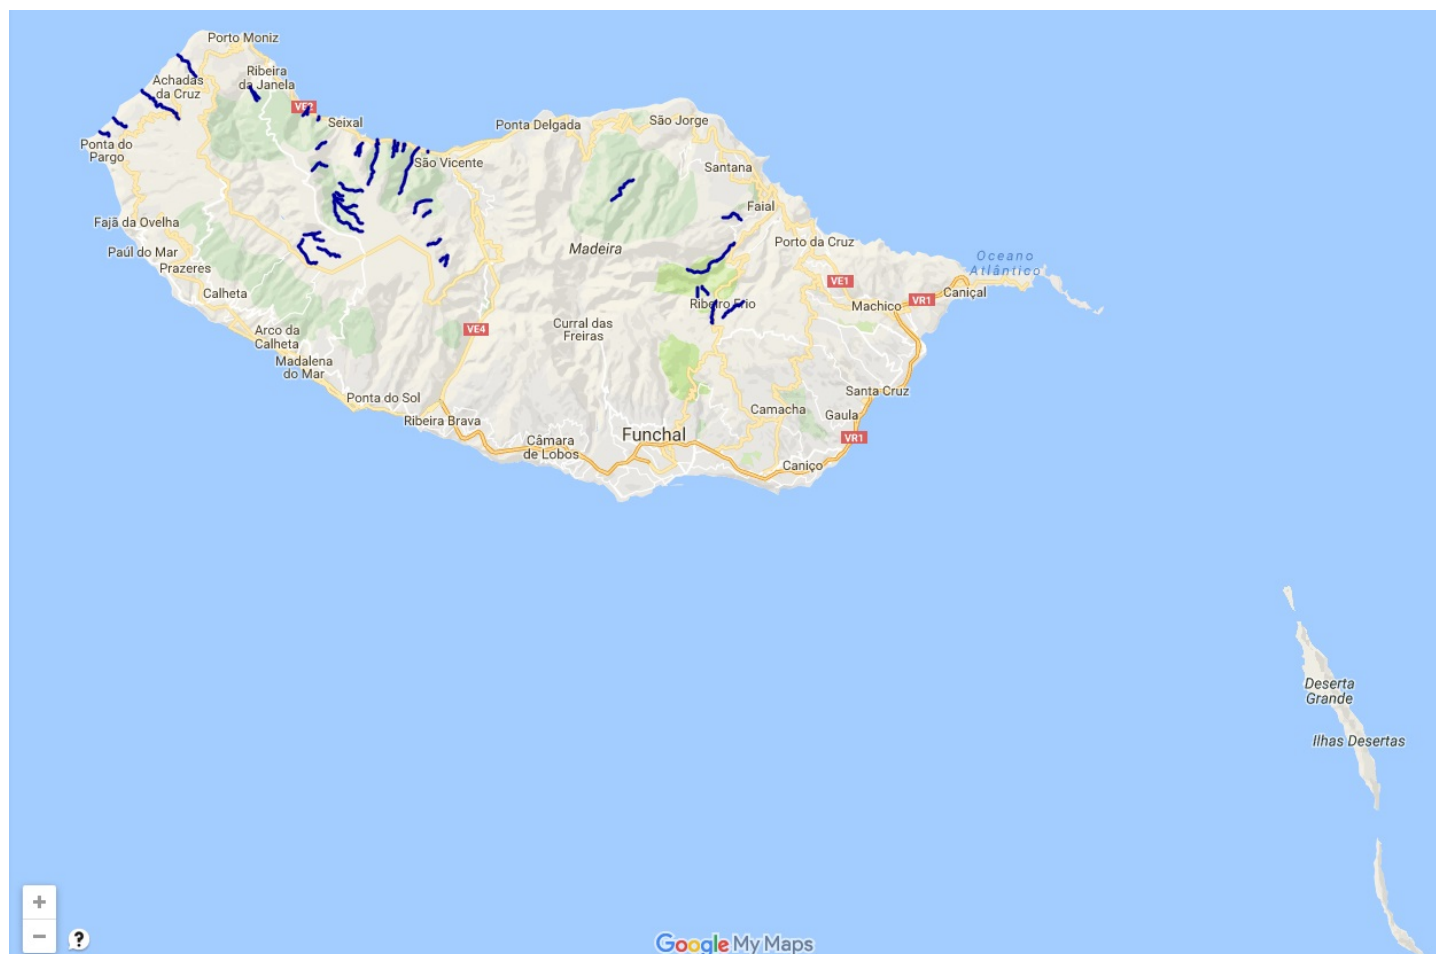 Porto Moniz
Ribeira
da Janela
Achadas
da Cruz
VE2
Seixal
Ponta do
Pargo
São Vicente
Ponta Delgada
São Jorge
Santana
Faial
Porto da Cruz
Fajã da Ovelha
Paúl do Mar
Prazeres
Calheta
Madeira
Oceano
Atlântico
VE1
Ribeiro Frio
Machico
VR1
Caniçal
Arco da
Calheta
Madalena
do Mar
VE4
Curral das
Freiras
Ponta do Sol
Ribeira Brava
Câmara
de Lobos
Funchal
Camacha
Santa Cruz
Gaula
VR1
Caniço
Deserta
Grande
Ilhas Desertas
+
−
?
Google My Maps